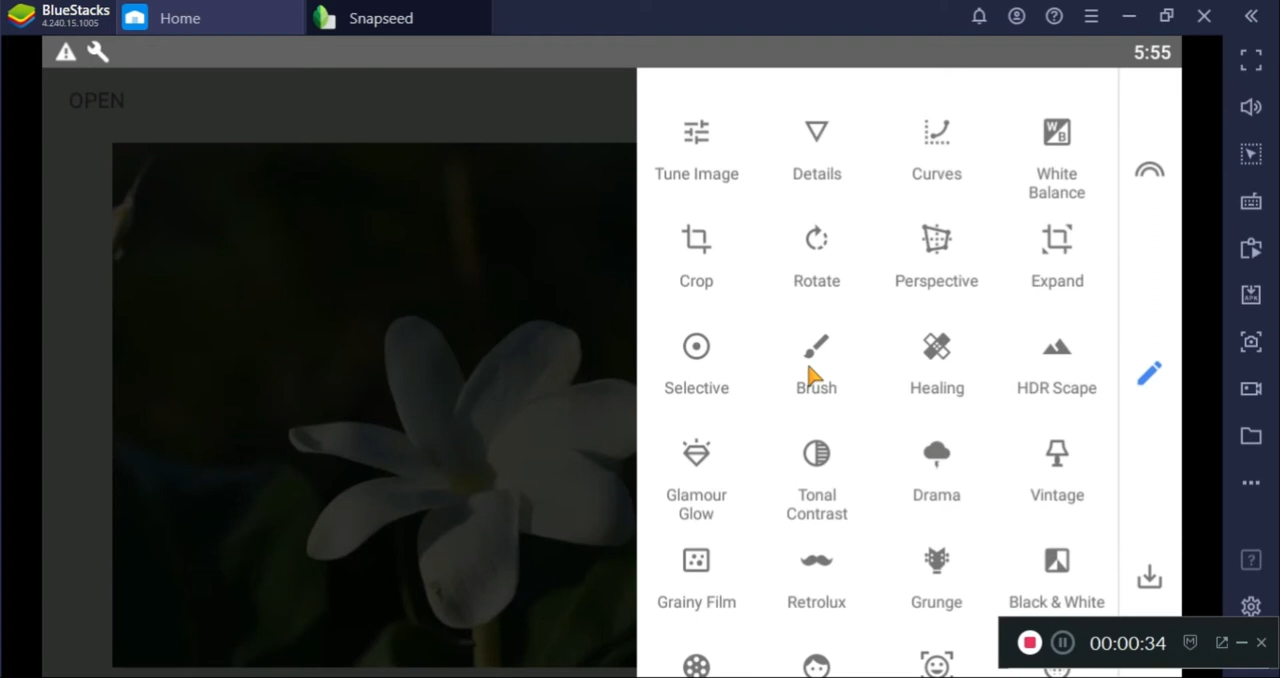 BlueStacks
4.240.15.1005
Home
Snapseed
5:55
OPEN
Tune Image
Details
Curves
White
Balance
Crop
Rotate
Perspective
Expand
Selective
Brush
Healing
HDR Scape
Glamour
Glow
Tonal
Contrast
Drama
Vintage
Grainy Film
Retrolux
Grunge
Black & White
00:00:34